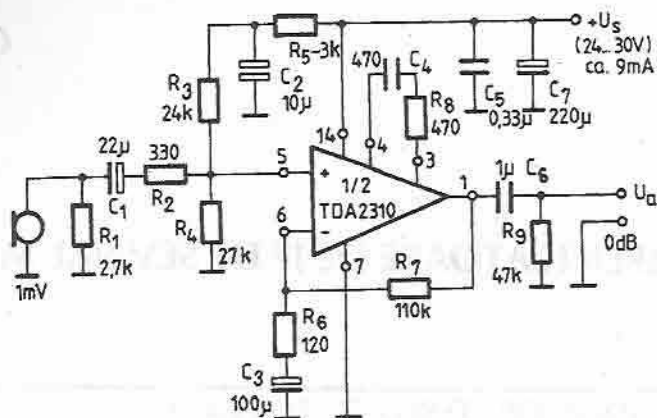 +Us
(24...30V)
ca. 9mA
R5-3k
R3
24k
C2
10µ
470
C4
R8
470
C5
0,33µ
C7
220µ
22µ
C1
330
R2
R1
2,7k
1mV
R4
27k
5
+
6
-
14
4
3
1/2
TDA2310
1
7
1µ
C6
Ua
R9
47k
0dB
R7
110k
R6
120
C3
100µ